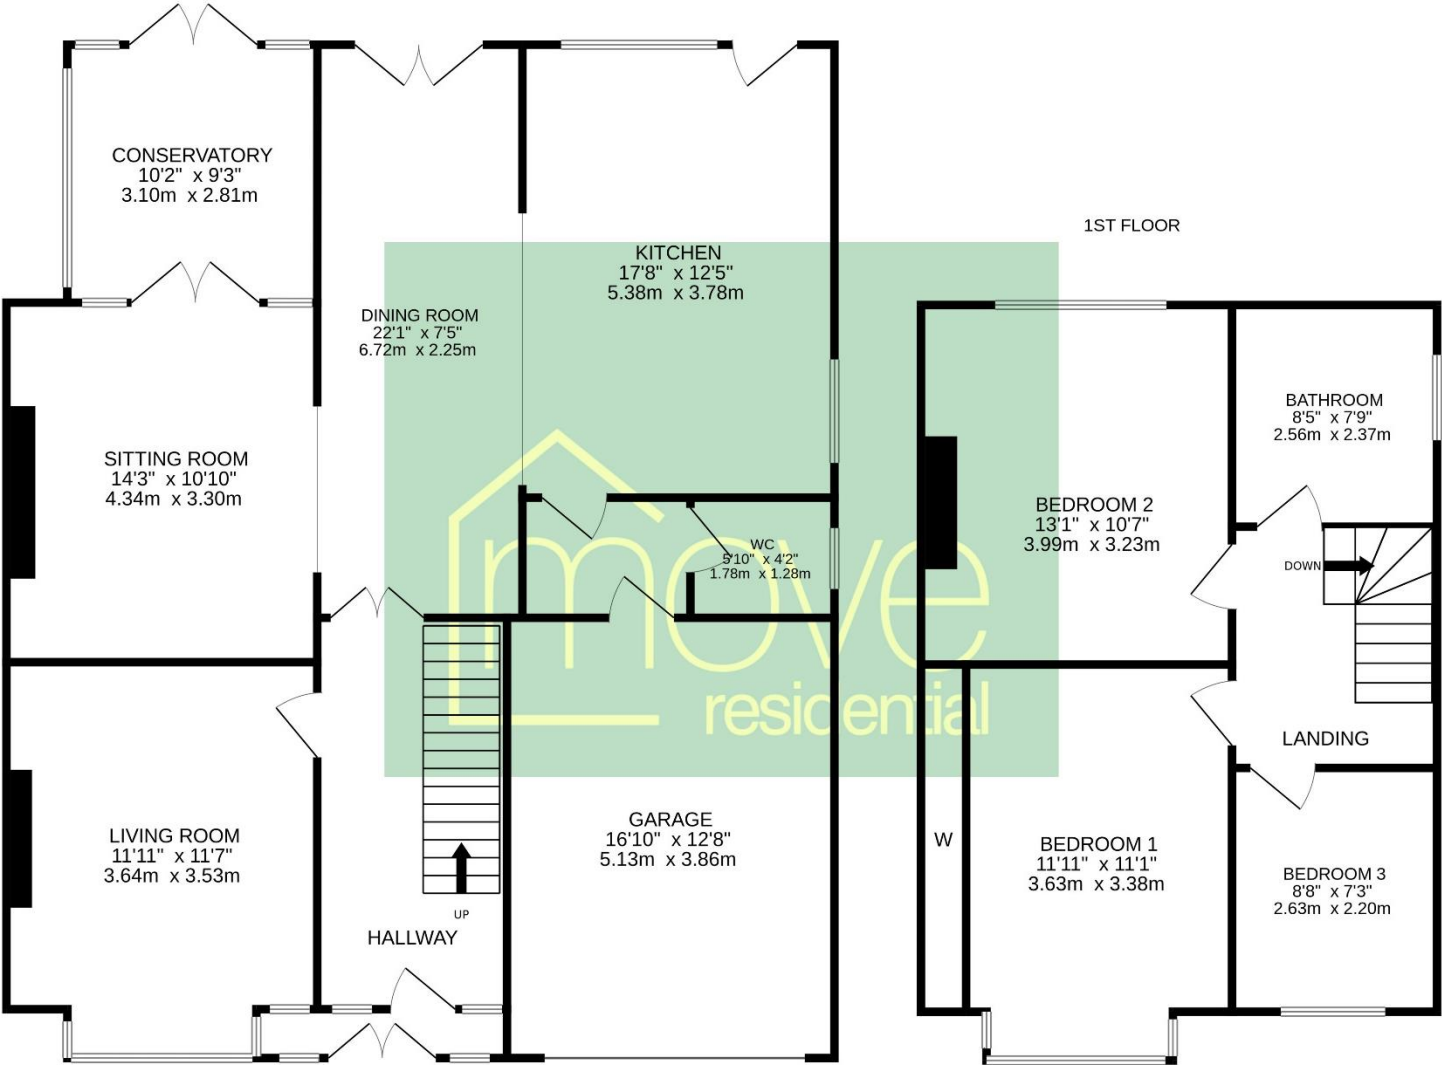 CONSERVATORY
10'2" x 9'3"
3.10m x 2.81m
KITCHEN
17'8" x 12'5"
5.38m x 3.78m
DINING ROOM
22'1" x 7'5"
6.72m x 2.25m
SITTING ROOM
14'3" x 10'10"
4.34m x 3.30m
WC
5'10" x 4'2"
1.78m x 1.28m
move
residential
LIVING ROOM
11'11" x 11'7"
3.64m x 3.53m
GARAGE
16'10" x 12'8"
5.13m x 3.86m
UP
HALLWAY
1ST FLOOR
BATHROOM
8'5" x 7'9"
2.56m x 2.37m
BEDROOM 2
13'1" x 10'7"
3.99m x 3.23m
DOWN
LANDING
W
BEDROOM 1
11'11" x 11'1"
3.63m x 3.38m
BEDROOM 3
8'8" x 7'3"
2.63m x 2.20m